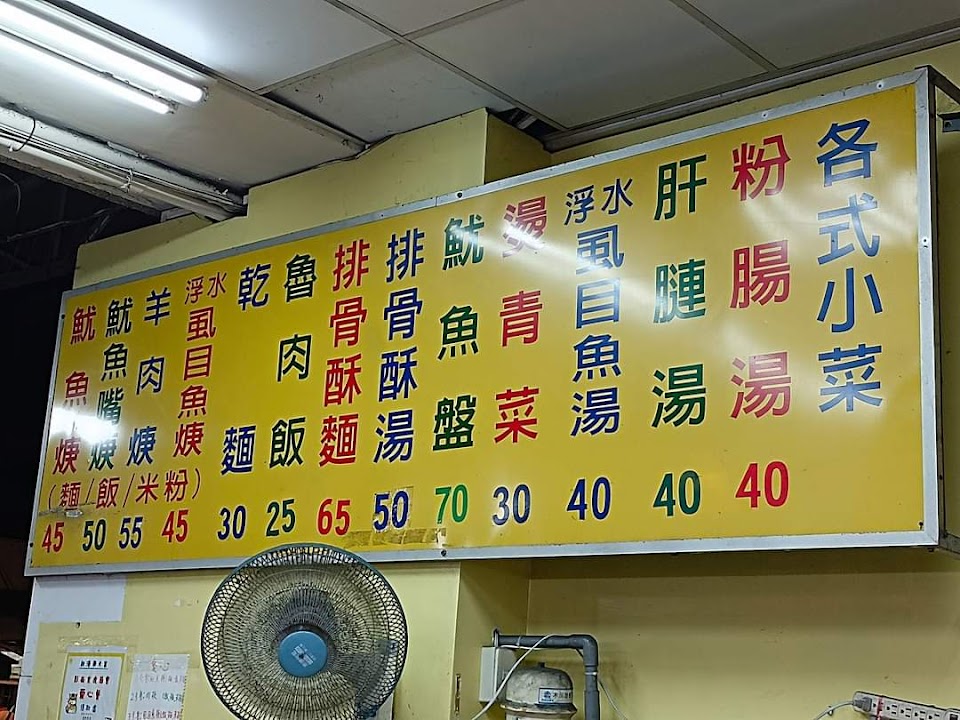 魷魚焿
魷魚嘴焿
羊肉焿
浮水虱目魚焿
(麵/飯/米粉)
乾麵
魯肉飯
排骨酥麵
排骨酥湯
魷魚盤
燙青菜
浮水虱目魚湯
肝腱湯
粉腸湯
各式小菜
45 50 55 45 30 25 65 50 70 30 40 40 40